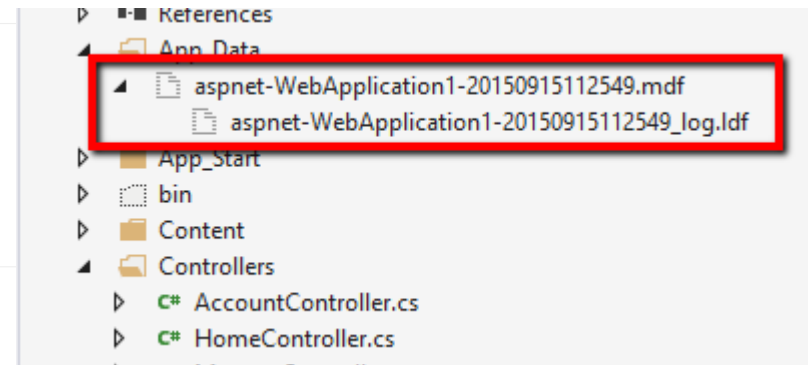 References
App_Data
aspnet-WebApplication1-20150915112549.mdf
aspnet-WebApplication1-20150915112549_log.ldf
App_Start
bin
Content
Controllers
C# AccountController.cs
C# HomeController.cs